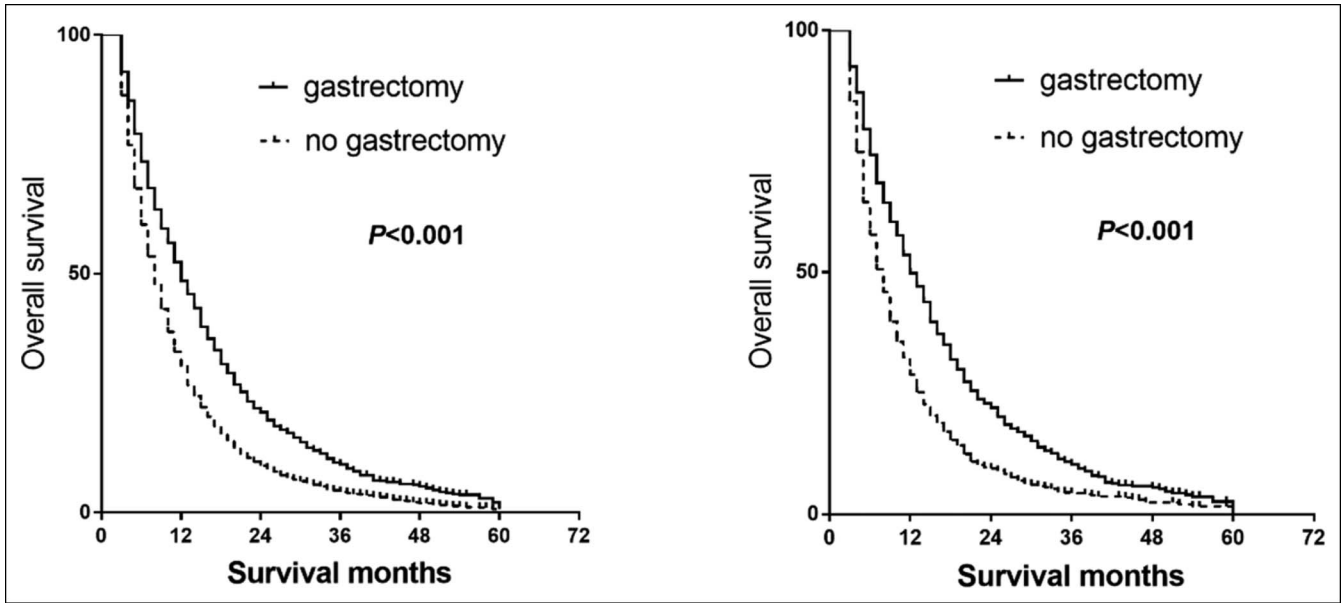 100
50
0
Overall survival
gastrectomy
no gastrectomy
P<0.001
0 12 24 36 48 60 72
Survival months
100
50
0
Overall survival
gastrectomy
no gastrectomy
P<0.001
0 12 24 36 48 60 72
Survival months